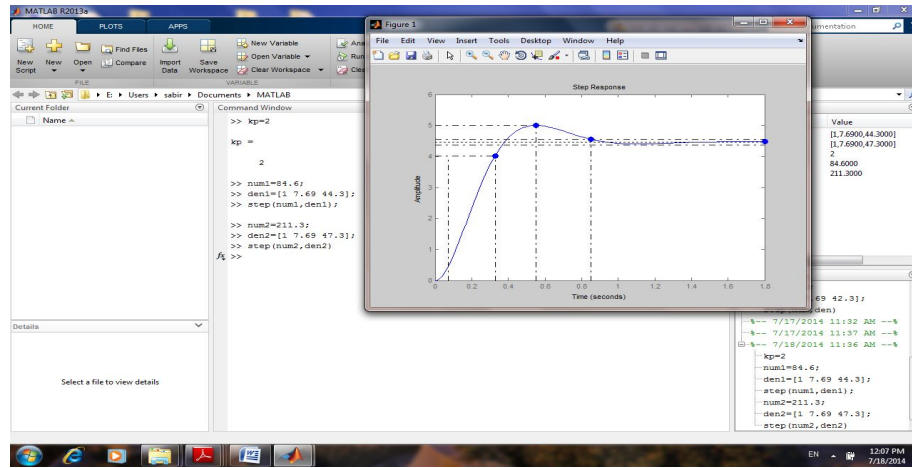 MATLAB R2013a
HOME PLOTS APPS
New Script
New
Open
Find Files
Compare
Import Data
Save Workspace
New Variable
Open Variable
Clear Workspace
FILE
VARIABLE
E: Users sabir Documents MATLAB
Current Folder
Name
Command Window
>> kp=2
kp =
2
>> num1=84.6;
>> den1=[1 7.69 44.3];
>> step(num1,den1);
>> num2=211.3;
>> den2=[1 7.69 47.3];
>> step(num2,den2)
fx >>
Details
Select a file to view details
Figure 1
File Edit View Insert Tools Desktop Window Help
Step Response
Amplitude
6
5
4
3
2
1
0
0 0.2 0.4 0.6 0.8 1 1.2 1.4 1.6 1.8
Time (seconds)
Value
[1,7.6900,44.3000]
[1,7.6900,47.3000]
2
84.6000
211.3000
69 42.3];
den)
%-- 7/17/2014 11:32 AM --%
%-- 7/17/2014 11:37 AM --%
%-- 7/18/2014 11:36 AM --%
kp=2
num1=84.6;
den1=[1 7.69 44.3];
step(num1,den1);
num2=211.3;
den2=[1 7.69 47.3];
step(num2,den2)
EN
12:07 PM
7/18/2014